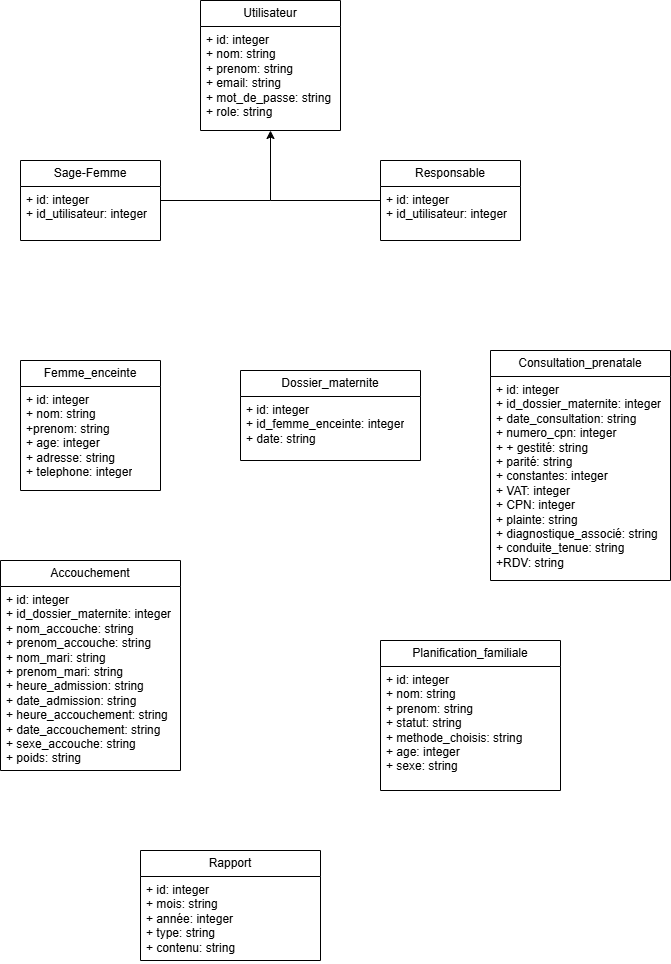 Utilisateur
+ id: integer
+ nom: string
+ prenom: string
+ email: string
+ mot_de_passe: string
+ role: string
Sage-Femme
+ id: integer
+ id_utilisateur: integer
Responsable
+ id: integer
+ id_utilisateur: integer
Femme_enceinte
+ id: integer
+ nom: string
+prenom: string
+ age: integer
+ adresse: string
+ telephone: integer
Dossier_maternite
+ id: integer
+ id_femme_enceinte: integer
+ date: string
Consultation_prenatale
+ id: integer
+ id_dossier_maternite: integer
+ date_consultation: string
+ numero_cpn: integer
+ + gestité: string
+ parité: string
+ constantes: integer
+ VAT: integer
+ CPN: integer
+ plainte: string
+ diagnostique_associé: string
+ conduite_tenue: string
+RDV: string
Accouchement
+ id: integer
+ id_dossier_maternite: integer
+ nom_accouche: string
+ prenom_accouche: string
+ nom_mari: string
+ prenom_mari: string
+ heure_admission: string
+ date_admission: string
+ heure_accouchement: string
+ date_accouchement: string
+ sexe_accouche: string
+ poids: string
Planification_familiale
+ id: integer
+ nom: string
+ prenom: string
+ statut: string
+ methode_choisis: string
+ age: integer
+ sexe: string
Rapport
+ id: integer
+ mois: string
+ année: integer
+ type: string
+ contenu: string